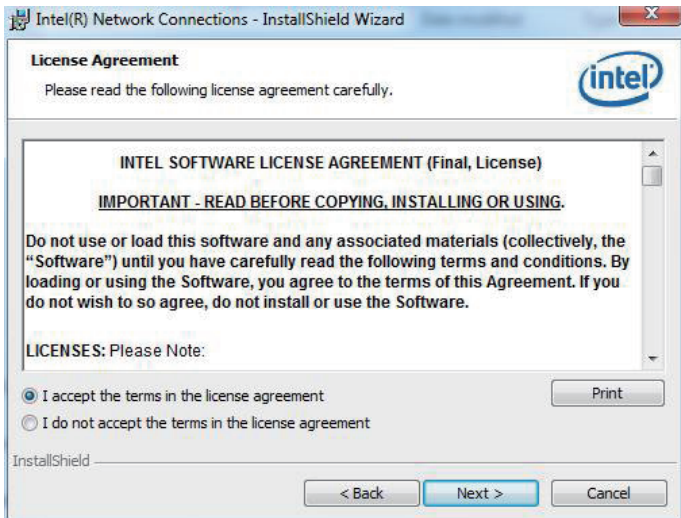 Intel(R) Network Connections - InstallShield Wizard
License Agreement
Please read the following license agreement carefully.
intel
INTEL SOFTWARE LICENSE AGREEMENT (Final, License)
IMPORTANT - READ BEFORE COPYING, INSTALLING OR USING.
Do not use or load this software and any associated materials (collectively, the
“Software”) until you have carefully read the following terms and conditions. By
loading or using the Software, you agree to the terms of this Agreement. If you
do not wish to so agree, do not install or use the Software.
LICENSES: Please Note:
I accept the terms in the license agreement
Print
I do not accept the terms in the license agreement
InstallShield
< Back
Next >
Cancel